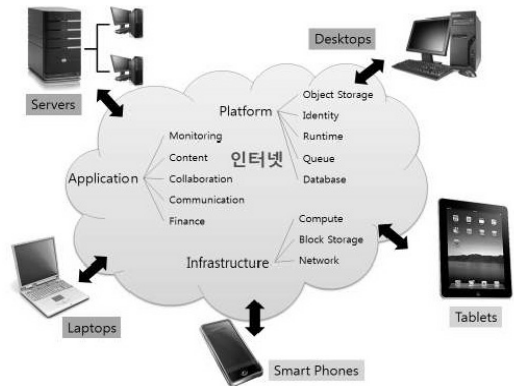 Servers
Desktops
Platform
Object Storage
Identity
Runtime
Queue
Database
인터넷
Application
Monitoring
Content
Collaboration
Communication
Finance
Infrastructure
Compute
Block Storage
Network
Laptops
Smart Phones
Tablets